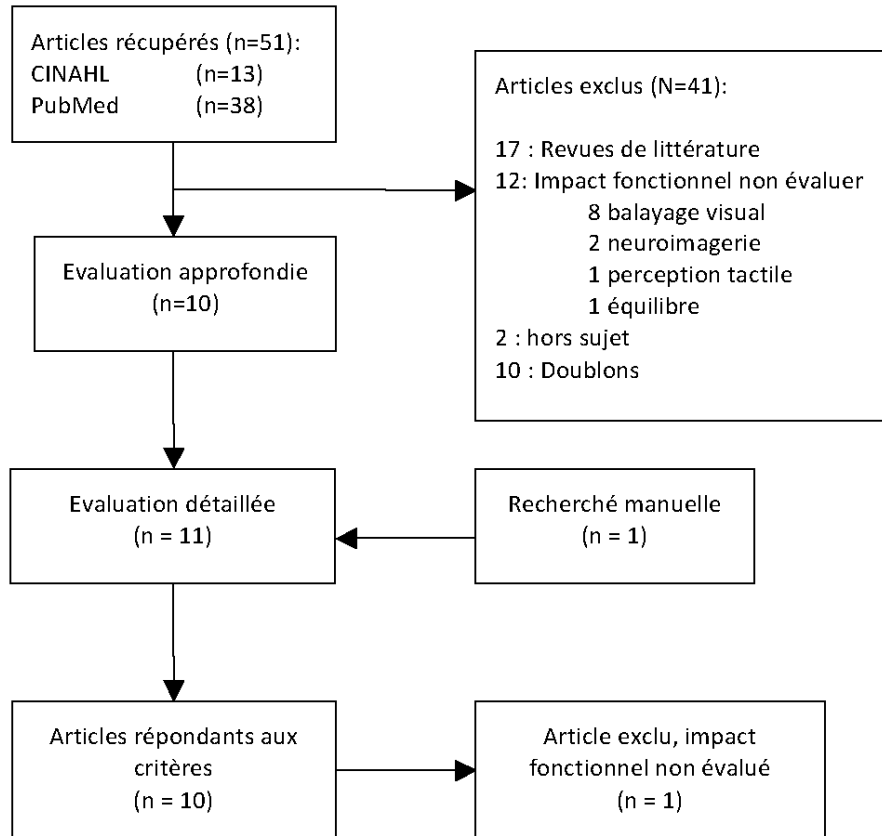 Articles récupérés (n=51):
CINAHL (n=13)
PubMed (n=38)
Articles exclus (N=41):
17 : Revues de littérature
12: Impact fonctionnel non évaluer
8 balayage visual
2 neuroimagerie
1 perception tactile
1 équilibre
2 : hors sujet
10 : Doublons
Evaluation approfondie
(n=10)
Evaluation détaillée
(n = 11)
Recherché manuelle
(n = 1)
Articles répondants aux
critères
(n = 10)
Article exclu, impact
fonctionnel non évalué
(n = 1)